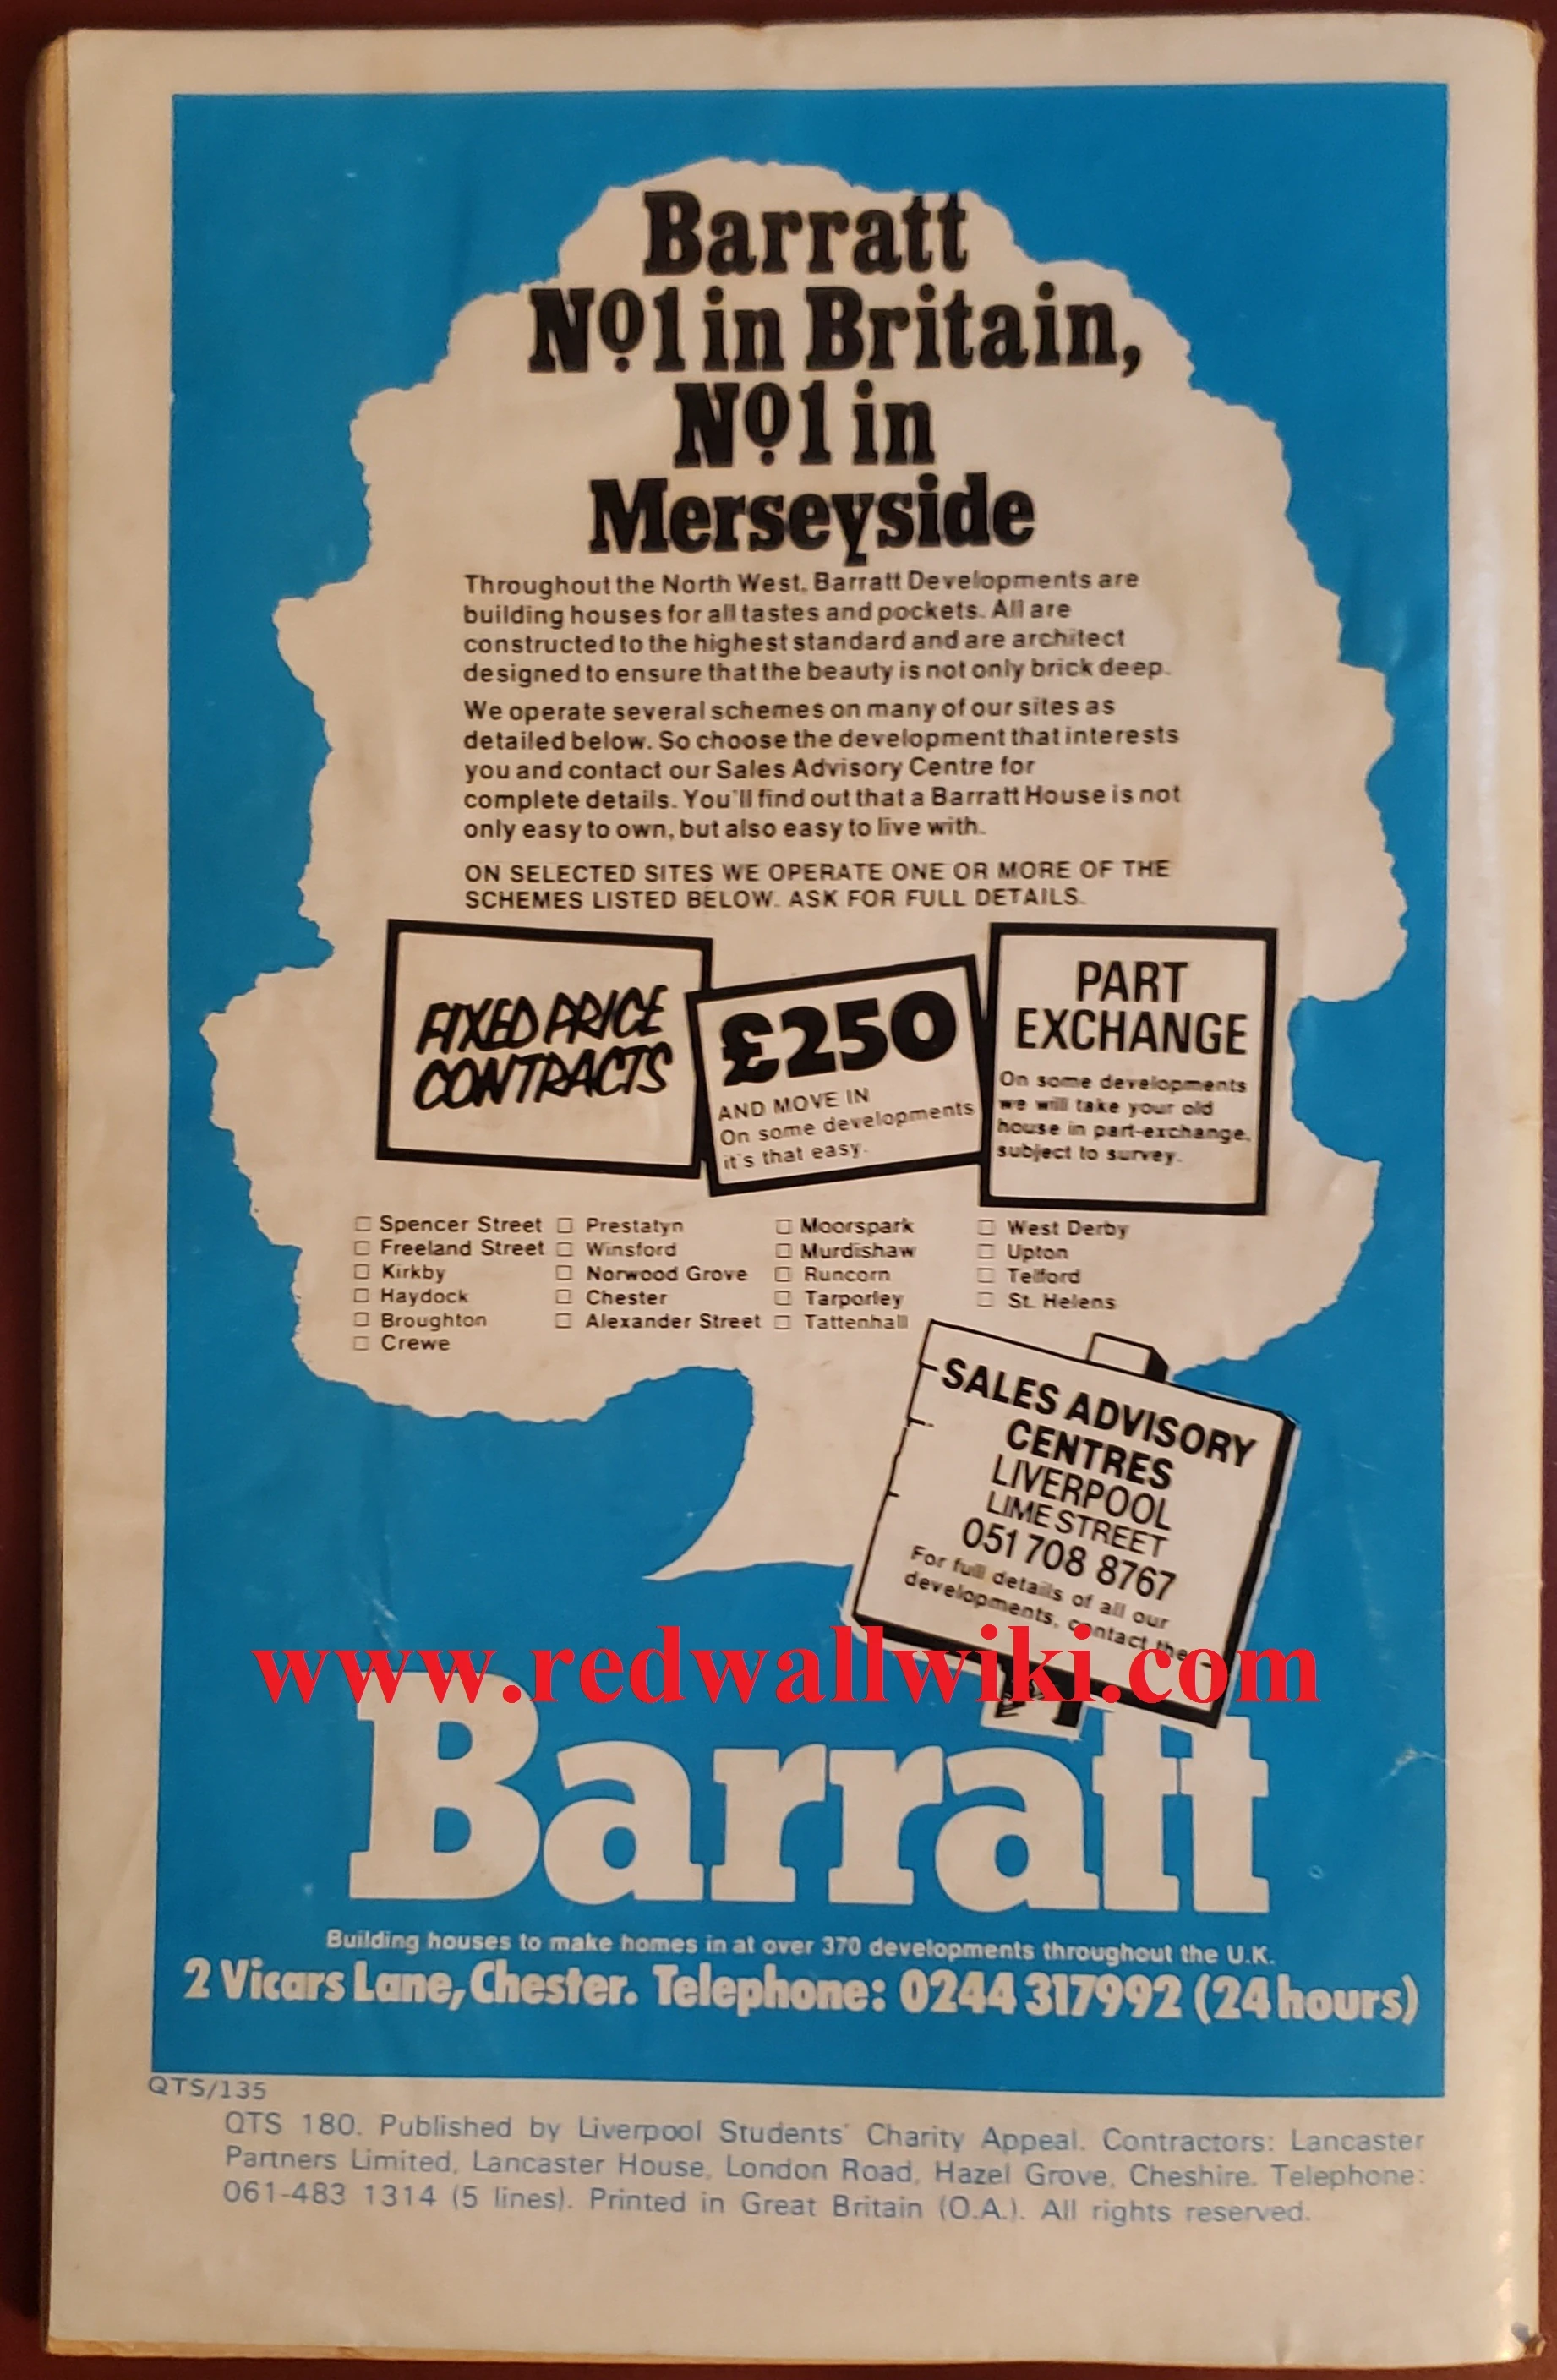 Barratt
Nº1 in Britain,
Nº1 in
Merseyside
Throughout the North West, Barratt Developments are
building houses for all tastes and pockets. All are
constructed to the highest standard and are architect
designed to ensure that the beauty is not only brick deep.
We operate several schemes on many of our sites as
detailed below. So choose the development that interests
you and contact our Sales Advisory Centre for
complete details. You'll find out that a Barratt House is not
only easy to own, but also easy to live with.
ON SELECTED SITES WE OPERATE ONE OR MORE OF THE
SCHEMES LISTED BELOW. ASK FOR FULL DETAILS.
FIXED PRICE
CONTRACTS
£250
AND MOVE IN
On some developments
it's that easy.
PART
EXCHANGE
On some developments
we will take your old
house in part-exchange,
subject to survey.
Spencer Street
Freeland Street
Kirkby
Haydock
Broughton
Crewe
Prestatyn
Winsford
Norwood Grove
Chester
Alexander Street
Moorspark
Murdishaw
Runcorn
Tarporley
Tattenhall
West Derby
Upton
Telford
St. Helens
SALES ADVISORY
CENTRES
LIVERPOOL
LIME STREET
051 708 8767
For full details of all our
developments, contact the
www.redwallwiki.com
Barratt
Building houses to make homes in at over 370 developments throughout the U.K.
2 Vicars Lane, Chester. Telephone: 0244 317992 (24 hours)
QTS/135
QTS 180. Published by Liverpool Students' Charity Appeal. Contractors: Lancaster
Partners Limited, Lancaster House, London Road, Hazel Grove, Cheshire. Telephone:
061-483 1314 (5 lines). Printed in Great Britain (O.A.). All rights reserved.